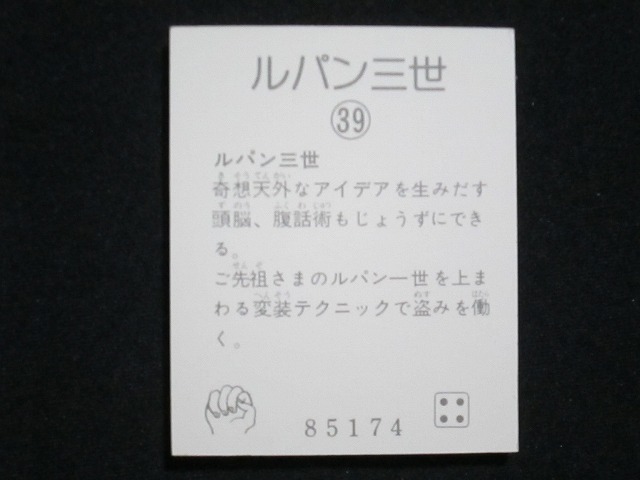 ルパン三世
㊴
ルパン三世
奇想天外なアイデアを生みだす
頭脳、腹話術もじょうずにでき
る。
ご先祖さまのルパン一世を上ま
わる変装テクニックで盗みを働
く。
85174